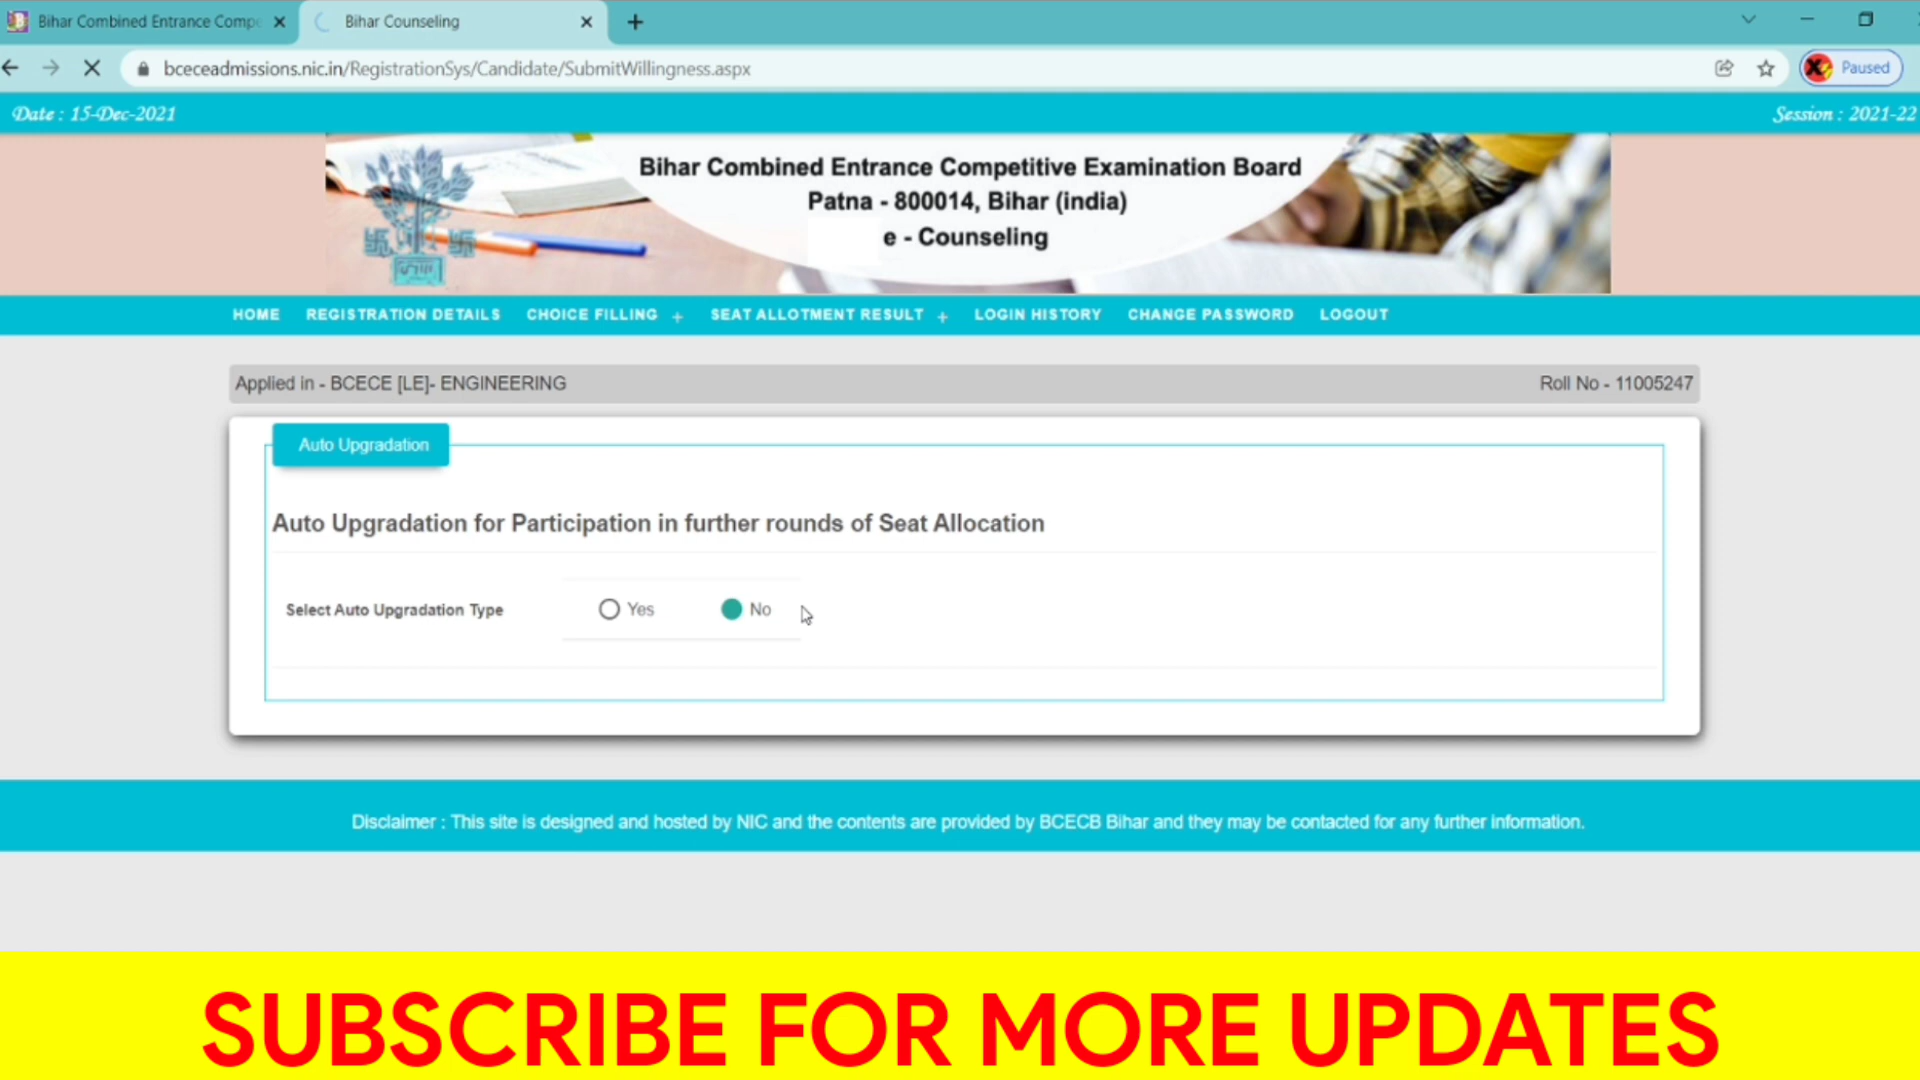 Bihar Combined Entrance Compe
Bihar Counseling
bceceadmissions.nic.in/RegistrationSys/Candidate/SubmitWillingness.aspx
Paused
Date : 15-Dec-2021
Session : 2021-22
Bihar Combined Entrance Competitive Examination Board
Patna - 800014, Bihar (india)
e - Counseling
HOME REGISTRATION DETAILS CHOICE FILLING + SEAT ALLOTMENT RESULT + LOGIN HISTORY CHANGE PASSWORD LOGOUT
Applied in - BCECE [LE]- ENGINEERING
Roll No - 11005247
Auto Upgradation
Auto Upgradation for Participation in further rounds of Seat Allocation
Select Auto Upgradation Type Yes No
Disclaimer : This site is designed and hosted by NIC and the contents are provided by BCECB Bihar and they may be contacted for any further information.
SUBSCRIBE FOR MORE UPDATES